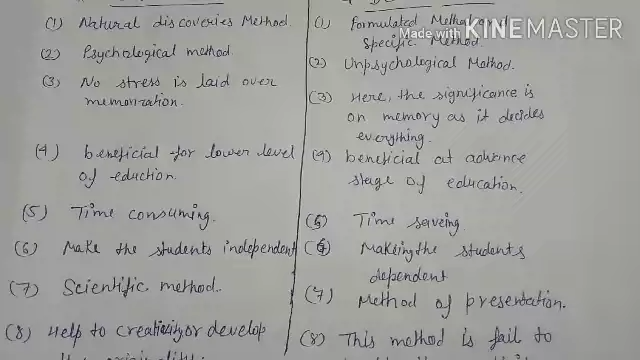 (1) Natural discoveries Method.
(2) Psychological method.
(3) No stress is laid over
memorization.
(4) beneficial for lower level
of eduction.
(5) Time consuming.
(6) Make the students independent
(7) Scientific method.
(8) Help to creativity or develop
(1) Formulated Method and
Specific Method.
(2) Unpsychological Method.
(3) Here, the significance is
on memory as it decides
everything.
(4) beneficial at advance
stage of education.
(5) Time serveing.
(6) Makeing the students
dependent
(7) Method of presentation.
(8) This method is fail to
Made with KINEMASTER